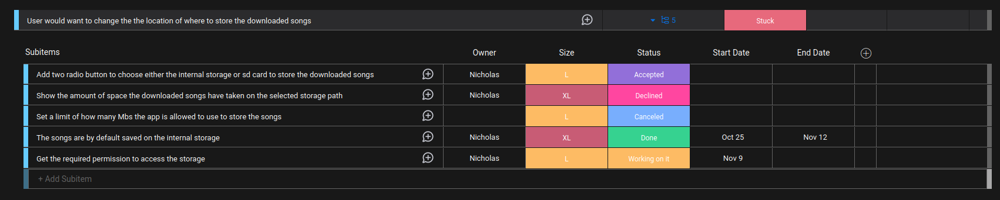 User would want to change the the location of where to store the downloaded songs 5 Stuck
Subitems Owner Size Status Start Date End Date
Add two radio button to choose either the internal storage or sd card to store the downloaded songs Nicholas L Accepted
Show the amount of space the downloaded songs have taken on the selected storage path Nicholas XL Declined
Set a limit of how many Mbs the app is allowed to use to store the songs L Canceled
The songs are by default saved on the internal storage Nicholas XL Done Oct 25 Nov 12
Get the required permission to access the storage Nicholas L Working on it Nov 9
+ Add Subitem